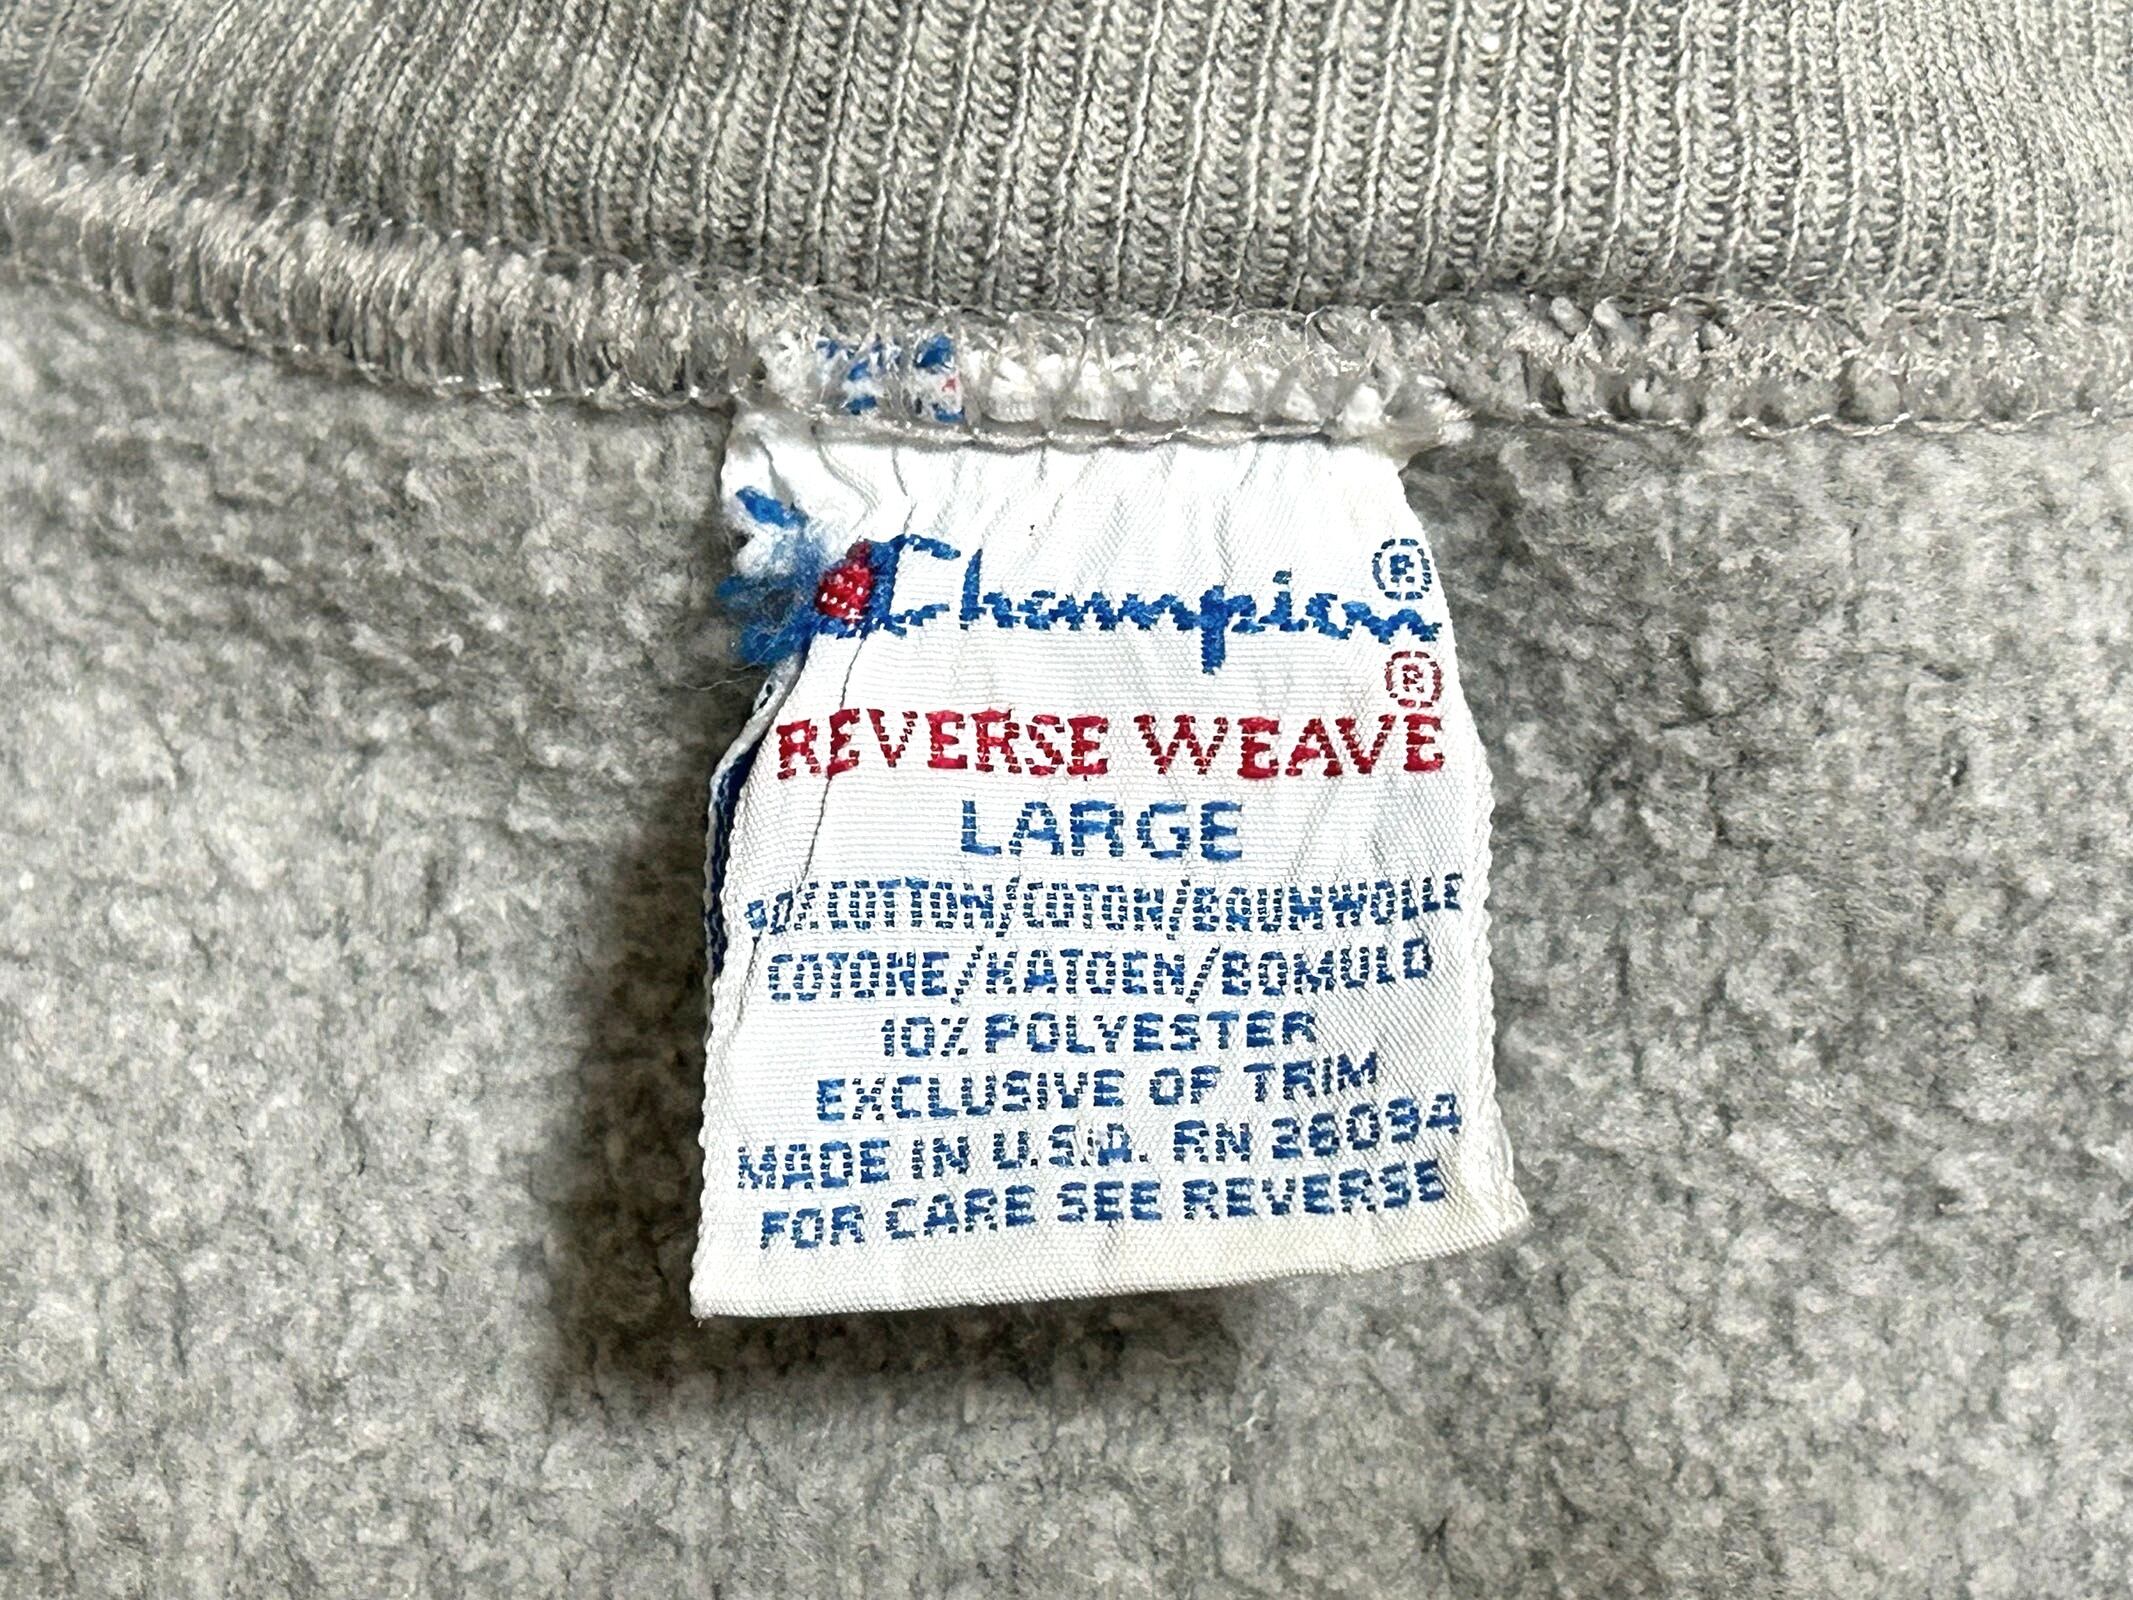 Champion®
REVERSE WEAVE®
LARGE
90% COTTON/COTON/BAUMWOLLE
COTONE/KATOEN/BOMULD
10% POLYESTER
EXCLUSIVE OF TRIM
MADE IN U.S.A. RN 26094
FOR CARE SEE REVERSE